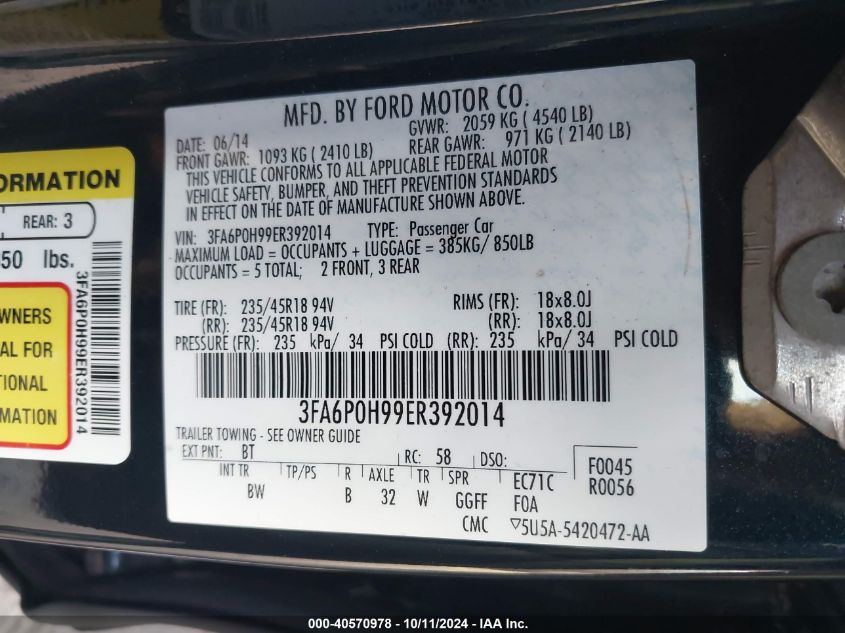 MFD. BY FORD MOTOR CO.
DATE: 06/14 GVWR: 2059 KG ( 4540 LB)
FRONT GAWR: 1093 KG ( 2410 LB) REAR GAWR: 971 KG ( 2140 LB)
THIS VEHICLE CONFORMS TO ALL APPLICABLE FEDERAL MOTOR
VEHICLE SAFETY, BUMPER, AND THEFT PREVENTION STANDARDS
IN EFFECT ON THE DATE OF MANUFACTURE SHOWN ABOVE.
VIN: 3FA6P0H99ER392014 TYPE: Passenger Car
MAXIMUM LOAD = OCCUPANTS + LUGGAGE = 385KG/ 850LB
OCCUPANTS = 5 TOTAL; 2 FRONT, 3 REAR
TIRE (FR): 235/45R18 94V RIMS (FR): 18x8.0J
(RR): 235/45R18 94V (RR): 18x8.0J
PRESSURE (FR): 235 kPa/ 34 PSI COLD (RR): 235 kPa/ 34 PSI COLD
3FA6P0H99ER392014
TRAILER TOWING - SEE OWNER GUIDE
EXT PNT: BT RC: 58 DSO: F0045
INT TR TP/PS R AXLE TR SPR EC71C R0056
BW B 32 W GGFF F0A
CMC ▽5U5A-5420472-AA
ORMATION
REAR: 3
50 lbs.
3FA6P0H99ER392014
WNERS
AL FOR
TIONAL
RMATION
000-40570978 - 10/11/2024 - IAA Inc.